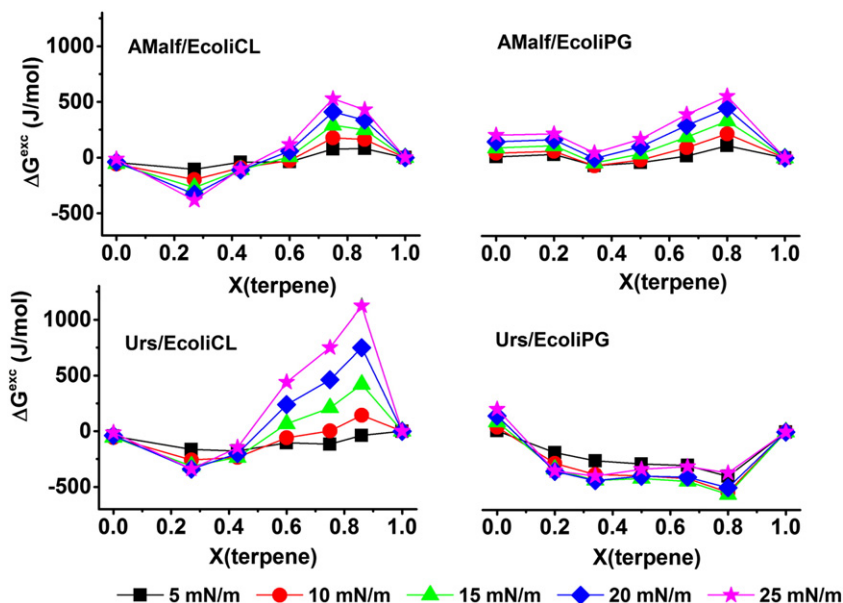 AMalf/EcoliCL
AMalf/EcoliPG
ΔG^exc (J/mol)
1000
500
0
-500
0.0 0.2 0.4 0.6 0.8 1.0
0.0 0.2 0.4 0.6 0.8 1.0
X(terpene)
X(terpene)
Urs/EcoliCL
Urs/EcoliPG
ΔG^exc (J/mol)
1000
500
0
-500
0.0 0.2 0.4 0.6 0.8 1.0
0.0 0.2 0.4 0.6 0.8 1.0
X(terpene)
X(terpene)
5 mN/m 10 mN/m 15 mN/m 20 mN/m 25 mN/m